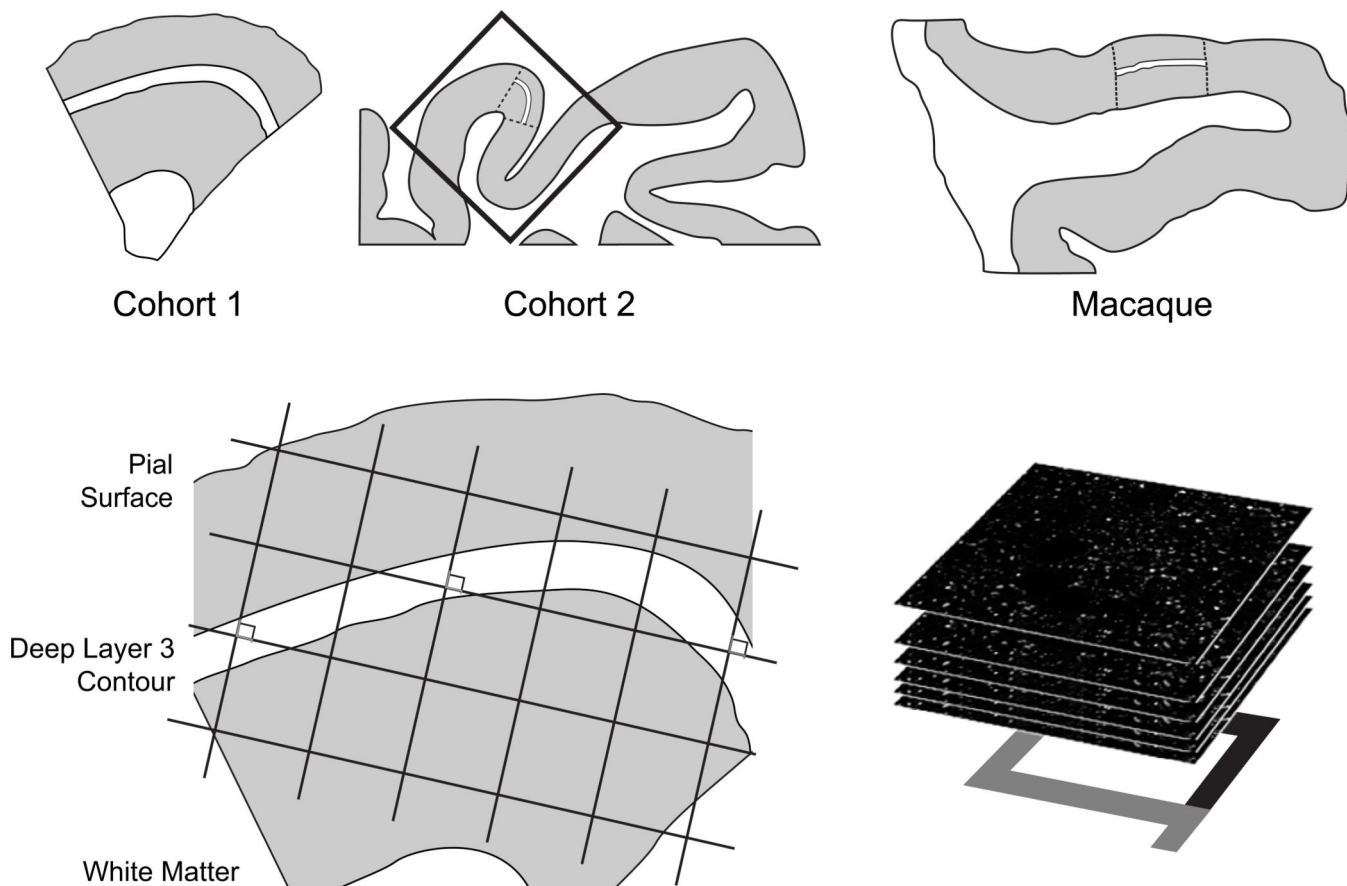 Cohort 1
Cohort 2
Macaque
Pial
Surface
Deep Layer 3
Contour
White Matter